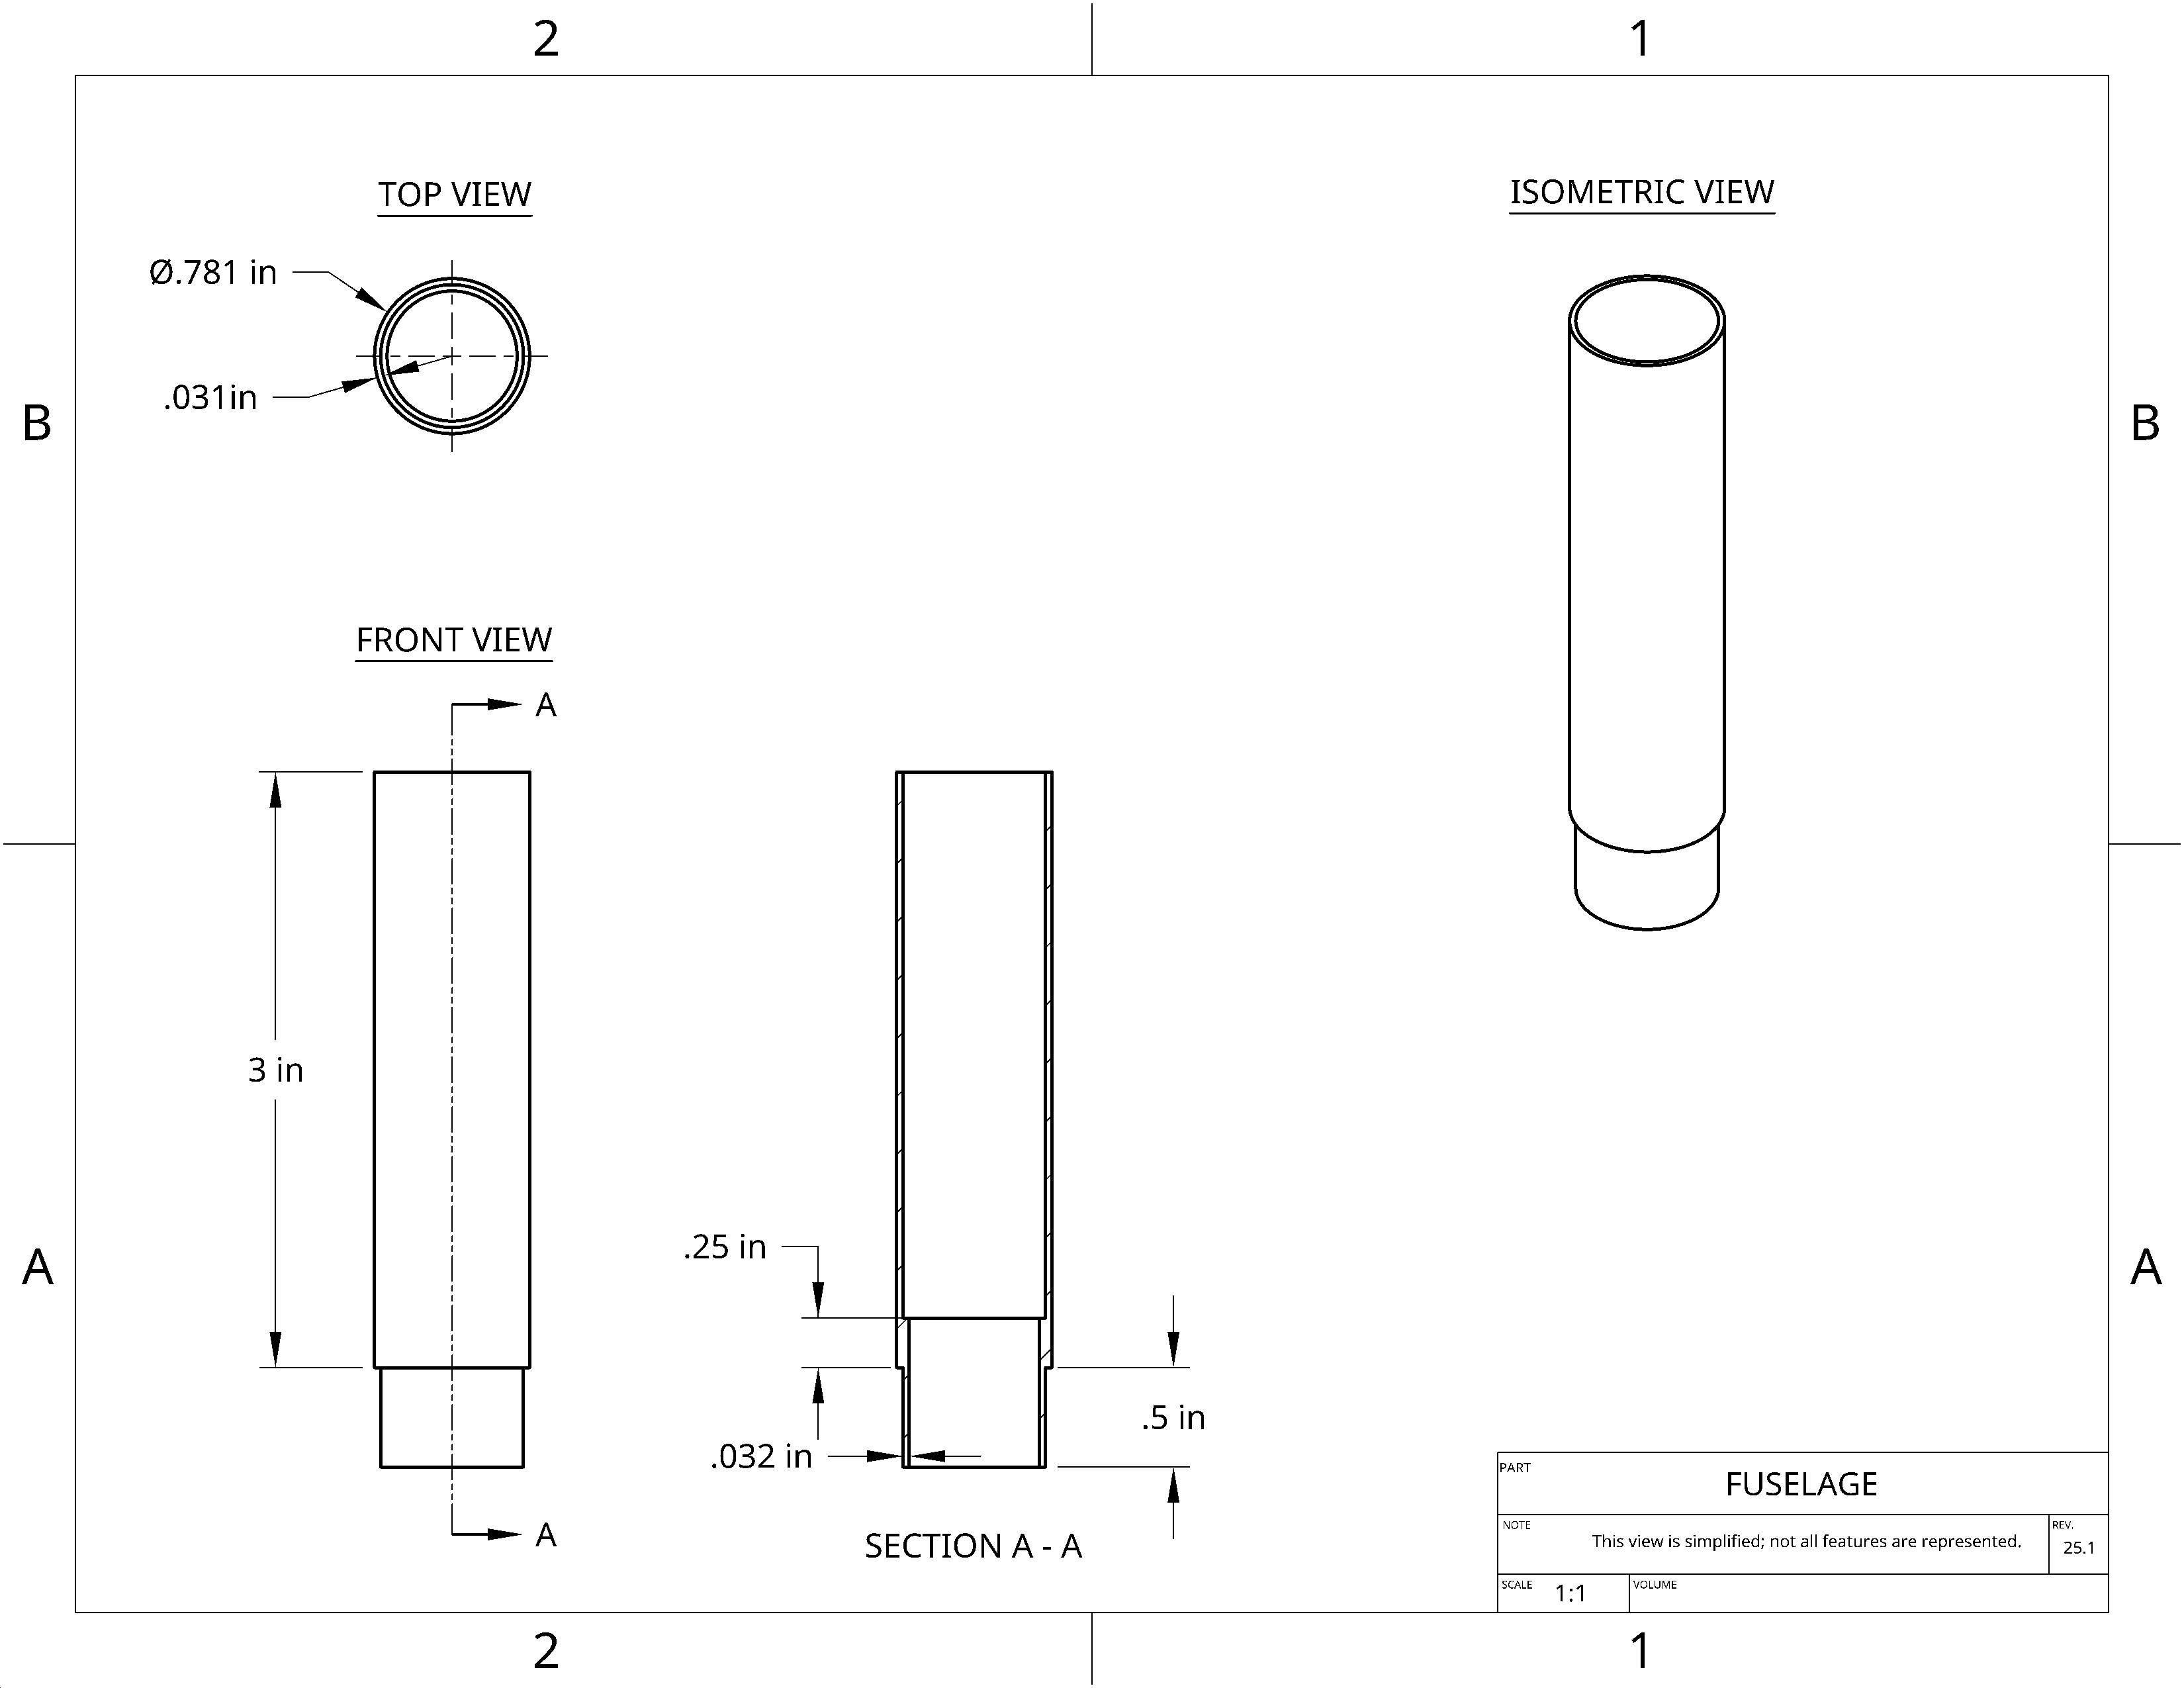 2 1
TOP VIEW
ISOMETRIC VIEW
Ø.781 in
.031in
B B
FRONT VIEW
A
3 in
.25 in
A A
.5 in
.032 in
A
SECTION A - A
PART
FUSELAGE
NOTE
This view is simplified; not all features are represented.
REV.
25.1
SCALE
1:1
VOLUME
2 1